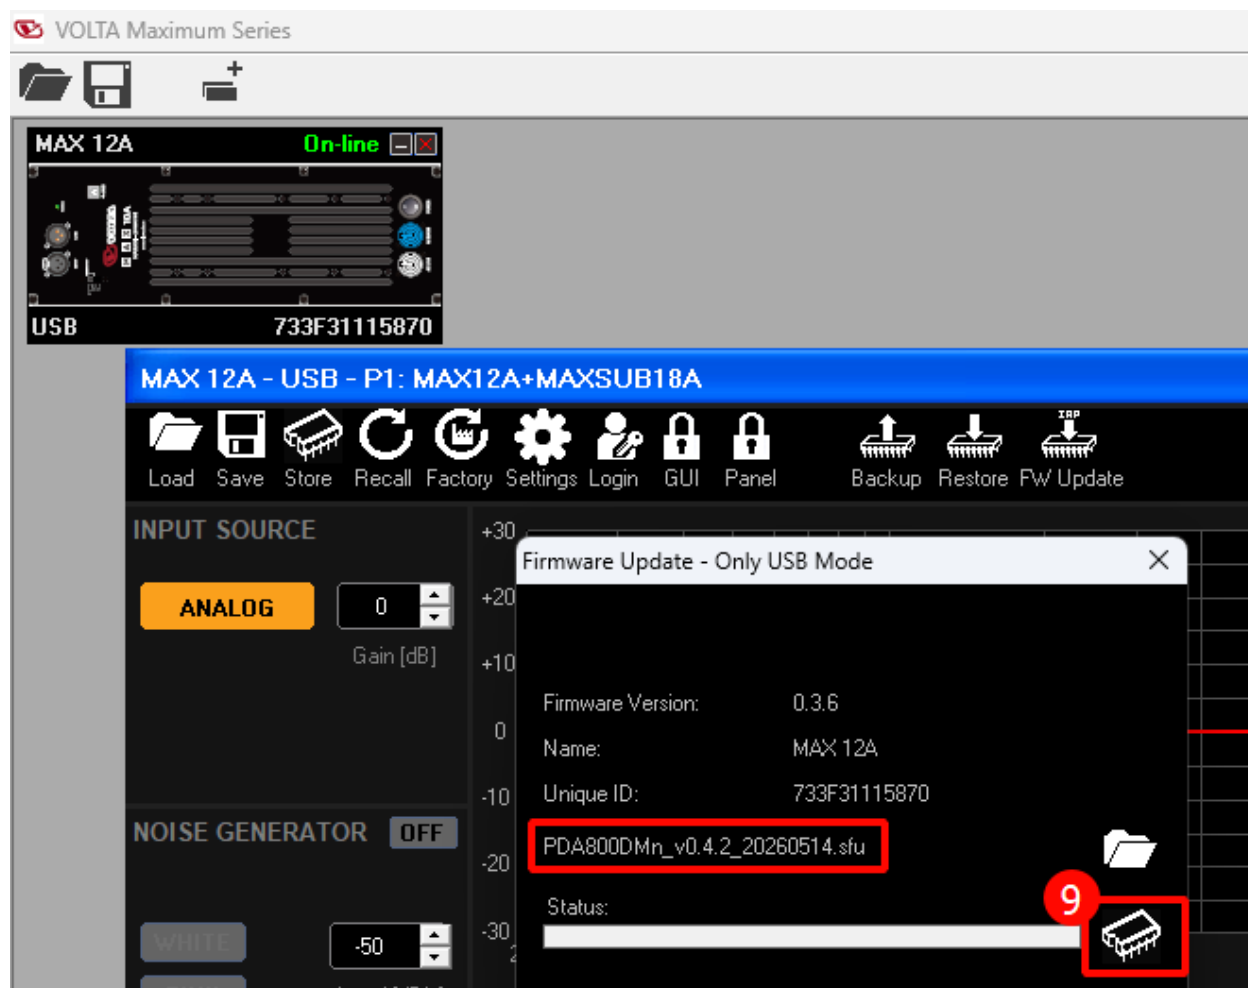 VOLTA Maximum Series
MAX 12A On-line
USB 733F31115870
MAX 12A - USB - P1: MAX12A+MAXSUB18A
IAP
Load Save Store Recall Factory Settings Login GUI Panel Backup Restore FW Update
INPUT SOURCE
ANALOG 0
Gain [dB]
+30
+20
+10
0
-10
-20
-30
Firmware Update - Only USB Mode
Firmware Version: 0.3.6
Name: MAX 12A
Unique ID: 733F31115870
PDA800DMn_v0.4.2_20260514.sfu
Status:
9
NOISE GENERATOR OFF
WHITE -50